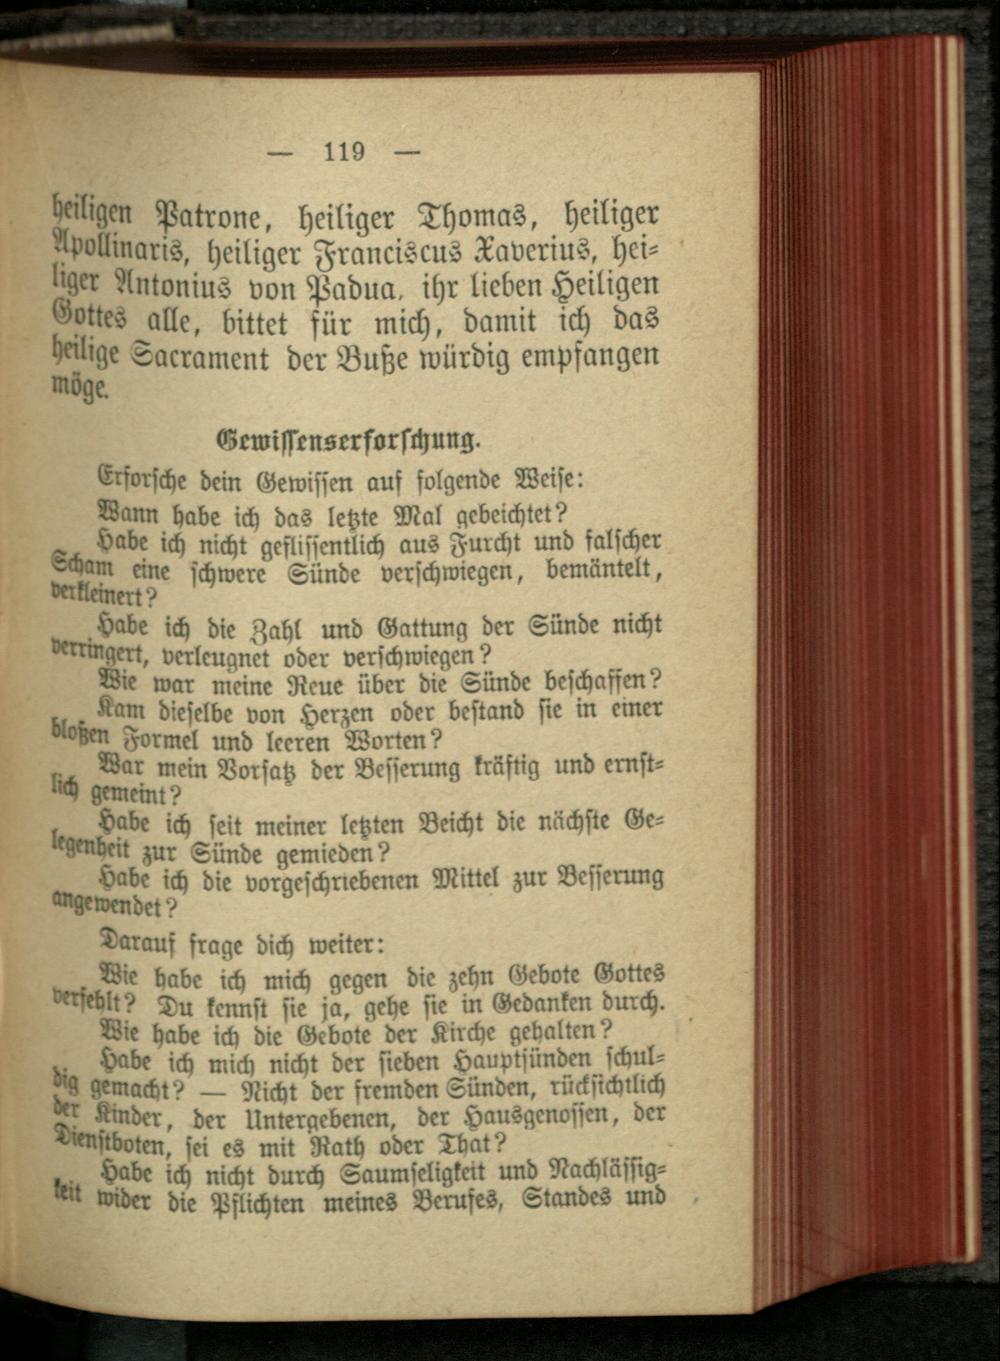 — 119 —
heiligen Patrone, heiliger Thomas, heiliger
Apollinaris, heiliger Franciscus Xaverius, hei-
liger Antonius von Padua, ihr lieben Heiligen
Gottes alle, bittet für mich, damit ich das
heilige Sacrament der Buße würdig empfangen
möge.
Gewissenserforschung.
Erforsche dein Gewissen auf folgende Weise:
Wann habe ich das letzte Mal gebeichtet?
Habe ich nicht geflissentlich aus Furcht und falscher
Scham eine schwere Sünde verschwiegen, bemäntelt,
verkleinert?
Habe ich die Zahl und Gattung der Sünde nicht
verringert, verleugnet oder verschwiegen?
Wie war meine Reue über die Sünde beschaffen?
Kam dieselbe von Herzen oder bestand sie in einer
bloßen Formel und leeren Worten?
War mein Vorsatz der Besserung kräftig und ernst-
lich gemeint?
Habe ich seit meiner letzten Beicht die nächste Ge-
legenheit zur Sünde gemieden?
Habe ich die vorgeschriebenen Mittel zur Besserung
angewendet?
Darauf frage dich weiter:
Wie habe ich mich gegen die zehn Gebote Gottes
verfehlt? Du kennst sie ja, gehe sie in Gedanken durch.
Wie habe ich die Gebote der Kirche gehalten?
Habe ich mich nicht der sieben Hauptsünden schul-
dig gemacht? — Nicht der fremden Sünden, rücksichtlich
der Kinder, der Untergebenen, der Hausgenossen, der
Dienstboten, sei es mit Rath oder That?
Habe ich nicht durch Saumseligkeit und Nachlässig-
keit wider die Pflichten meines Berufes, Standes und